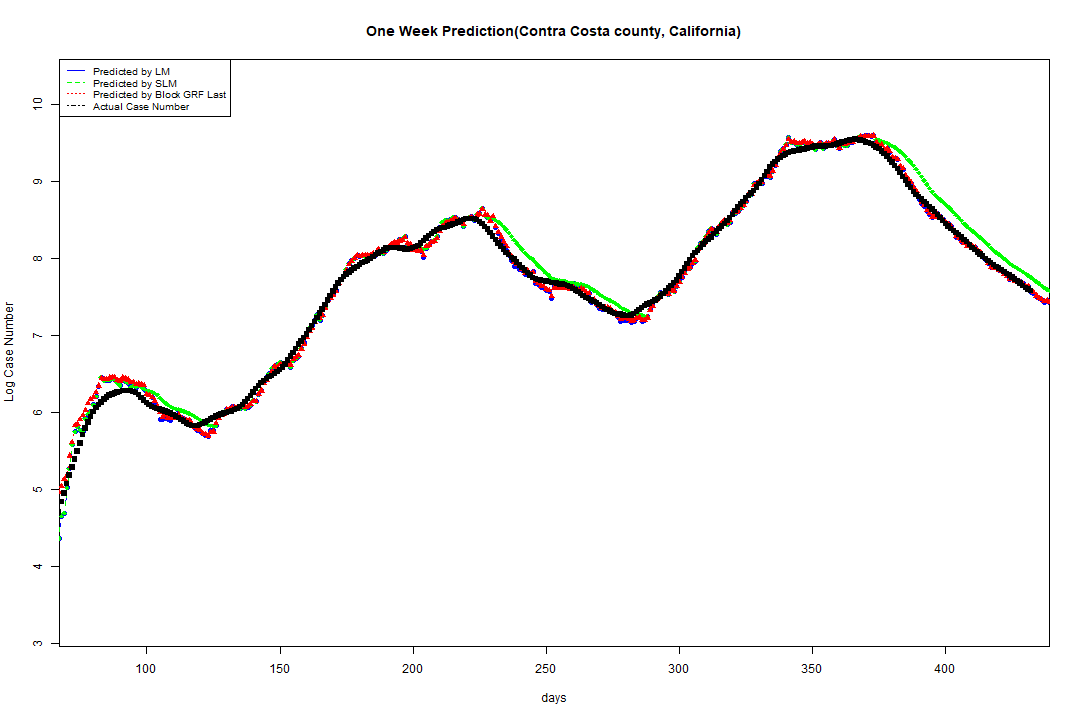 One Week Prediction(Contra Costa county, California)
Predicted by LM
Predicted by SLM
Predicted by Block GRF Last
Actual Case Number
10
9
8
7
6
5
4
3
Log Case Number
100 150 200 250 300 350 400
days